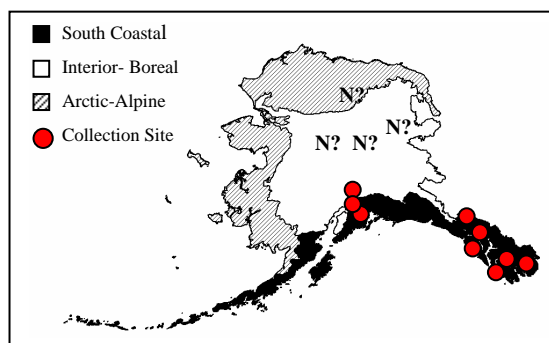 South Coastal
Interior- Boreal
Arctic-Alpine
Collection Site
N?
N?
N? N?